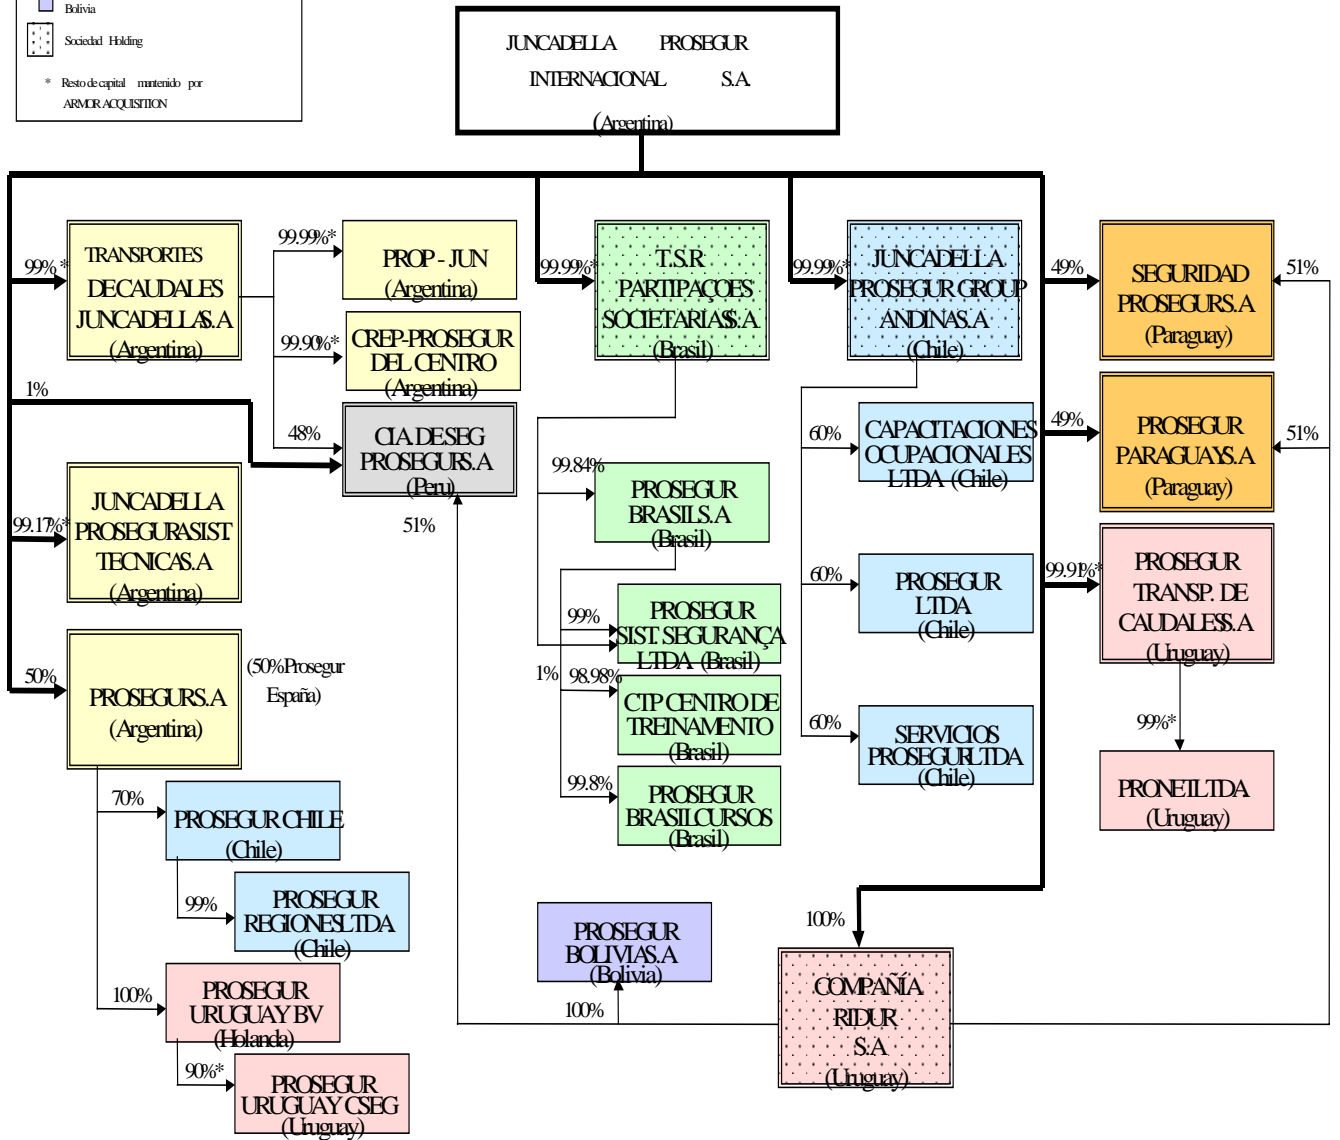 Bolivia
Sociedad Holding
* Resto de capital mantenido por
ARMOR ACQUISITION
JUNCADELLA PROSEGUR
INTERNACIONAL S.A.
(Argentina)
99%*
TRANSPORTES
DE CAUDALES
JUNCADELLA S.A
(Argentina)
99.99%*
PROP - JUN
(Argentina)
99.90%*
CREP-PROSEGUR
DEL CENTRO
(Argentina)
1%
48%
CIA. DE SEG
PROSEGUR S.A
(Peru)
51%
99.17%*
JUNCADELLA
PROSEGUR ASIST.
TECNICA S.A
(Argentina)
50%
PROSEGUR S.A
(Argentina)
(50% Prosegur
España)
70%
PROSEGUR CHILE
(Chile)
99%
PROSEGUR
REGIONES LTDA
(Chile)
100%
PROSEGUR
URUGUAY BV
(Holanda)
90%*
PROSEGUR
URUGUAY CSEG
(Uruguay)
99.99%*
T.S.R
PARTIPAÇOES
SOCIETARIAS S.A
(Brasil)
99.84%
PROSEGUR
BRASIL S.A
(Brasil)
99%
1%
PROSEGUR
SIST. SEGURANÇA
LTDA. (Brasil)
98.98%
CTP CENTRO DE
TREINAMENTO
(Brasil)
99.8%
PROSEGUR
BRASIL CURSOS
(Brasil)
99.99%*
JUNCADELLA
PROSEGUR GROUP
ANDINA S.A
(Chile)
60%
CAPACITACIONES
OCUPACIONALES
LTDA (Chile)
60%
PROSEGUR
LTDA
(Chile)
60%
SERVICIOS
PROSEGUR LTDA
(Chile)
49%
SEGURIDAD
PROSEGUR S.A
(Paraguay)
51%
49%
PROSEGUR
PARAGUAY S.A
(Paraguay)
51%
99.91%*
PROSEGUR
TRANSP. DE
CAUDALES S.A
(Uruguay)
99%*
PRONET LTDA
(Uruguay)
100%
PROSEGUR
BOLIVIA S.A
(Bolivia)
100%
COMPAÑÍA
RIDUR
S.A
(Uruguay)